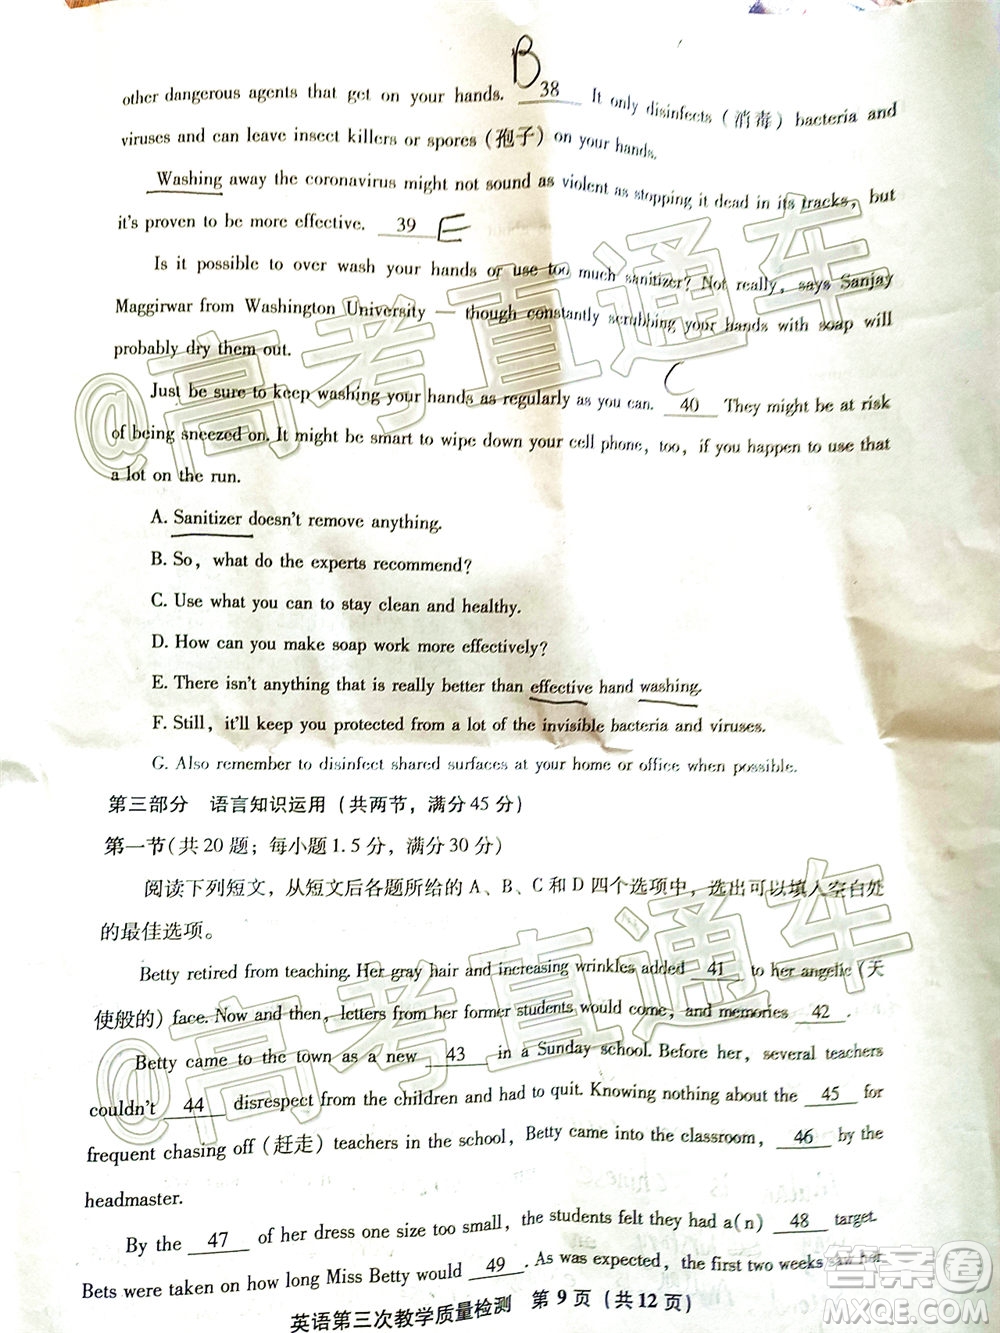 B
other dangerous agents that get on your hands. 38 It only disinfects (消毒) bacteria and
viruses and can leave insect killers or spores (孢子) on your hands.
Washing away the coronavirus might not sound as violent as stopping it dead in its tracks, but
it's proven to be more effective. 39 E
Is it possible to over wash your hands or use too much sanitizer? Not really, says Sanjay
Maggirwar from Washington University — though constantly scrubbing your hands with soap will
probably dry them out.
C
Just be sure to keep washing your hands as regularly as you can. 40 They might be at risk
of being sneezed on. It might be smart to wipe down your cell phone, too, if you happen to use that
a lot on the run.
A. Sanitizer doesn't remove anything.
B. So, what do the experts recommend?
C. Use what you can to stay clean and healthy.
D. How can you make soap work more effectively?
E. There isn't anything that is really better than effective hand washing.
F. Still, it'll keep you protected from a lot of the invisible bacteria and viruses.
G. Also remember to disinfect shared surfaces at your home or office when possible.
第三部分 语言知识运用（共两节，满分45分）
第一节（共20题；每小题1.5分，满分30分）
阅读下列短文，从短文后各题所给的A、B、C和D四个选项中，选出可以填入空白处
的最佳选项。
Betty retired from teaching. Her gray hair and increasing wrinkles added 41 to her angelic (天
使般的) face. Now and then, letters from her former students would come, and memories 42 .
Betty came to the town as a new 43 in a Sunday school. Before her, several teachers
couldn't 44 disrespect from the children and had to quit. Knowing nothing about the 45 for
frequent chasing off (赶走) teachers in the school, Betty came into the classroom, 46 by the
headmaster.
By the 47 of her dress one size too small, the students felt they had a(n) 48 target.
Bets were taken on how long Miss Betty would 49 . As was expected, the first two weeks saw her
英语第三次教学质量检测 第9页（共12页）
@高考直通车
@高考直通车
答案圈
MXQE.COM